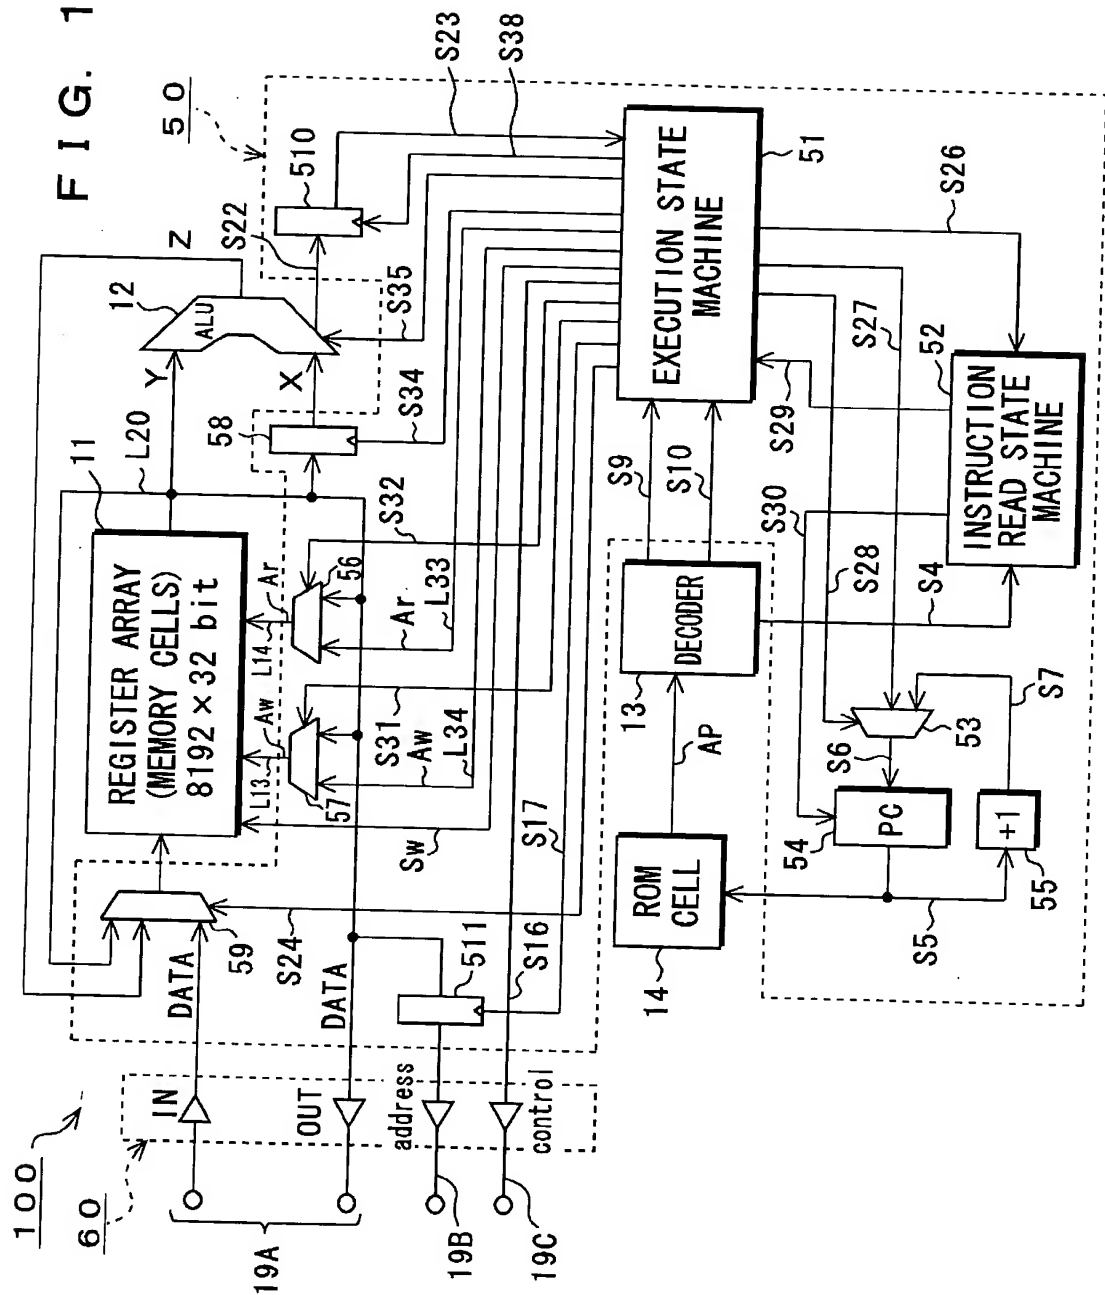 FIG. 1
100
60
50
IN
DATA
59
REGISTER ARRAY
(MEMORY CELLS)
8192×32 bit
11
L20
Y
ALU
12
Z
X
58
S22
510
S23
S38
S35
S34
19A
OUT
DATA
S24
L13
Aw
57
S31
Aw
L34
Sw
L14
Ar
56
S32
Ar
L33
19B
address
511
19C
control
S16
S17
14
ROM
CELL
AP
13
DECODER
S9
S10
EXECUTION STATE
MACHINE
51
S26
S27
S28
S29
S30
S4
INSTRUCTION
READ STATE
MACHINE
52
54
PC
S6
53
S7
S5
+1
55